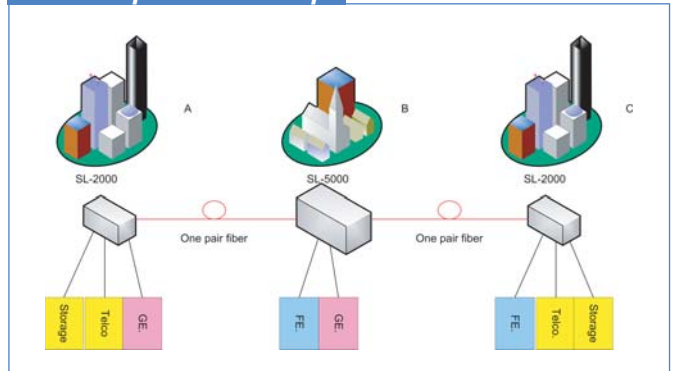 A
B
C
SL-2000
SL-5000
SL-2000
One pair fiber
One pair fiber
Storage
Telco
GE.
FE.
GE.
FE.
Telco.
Storage